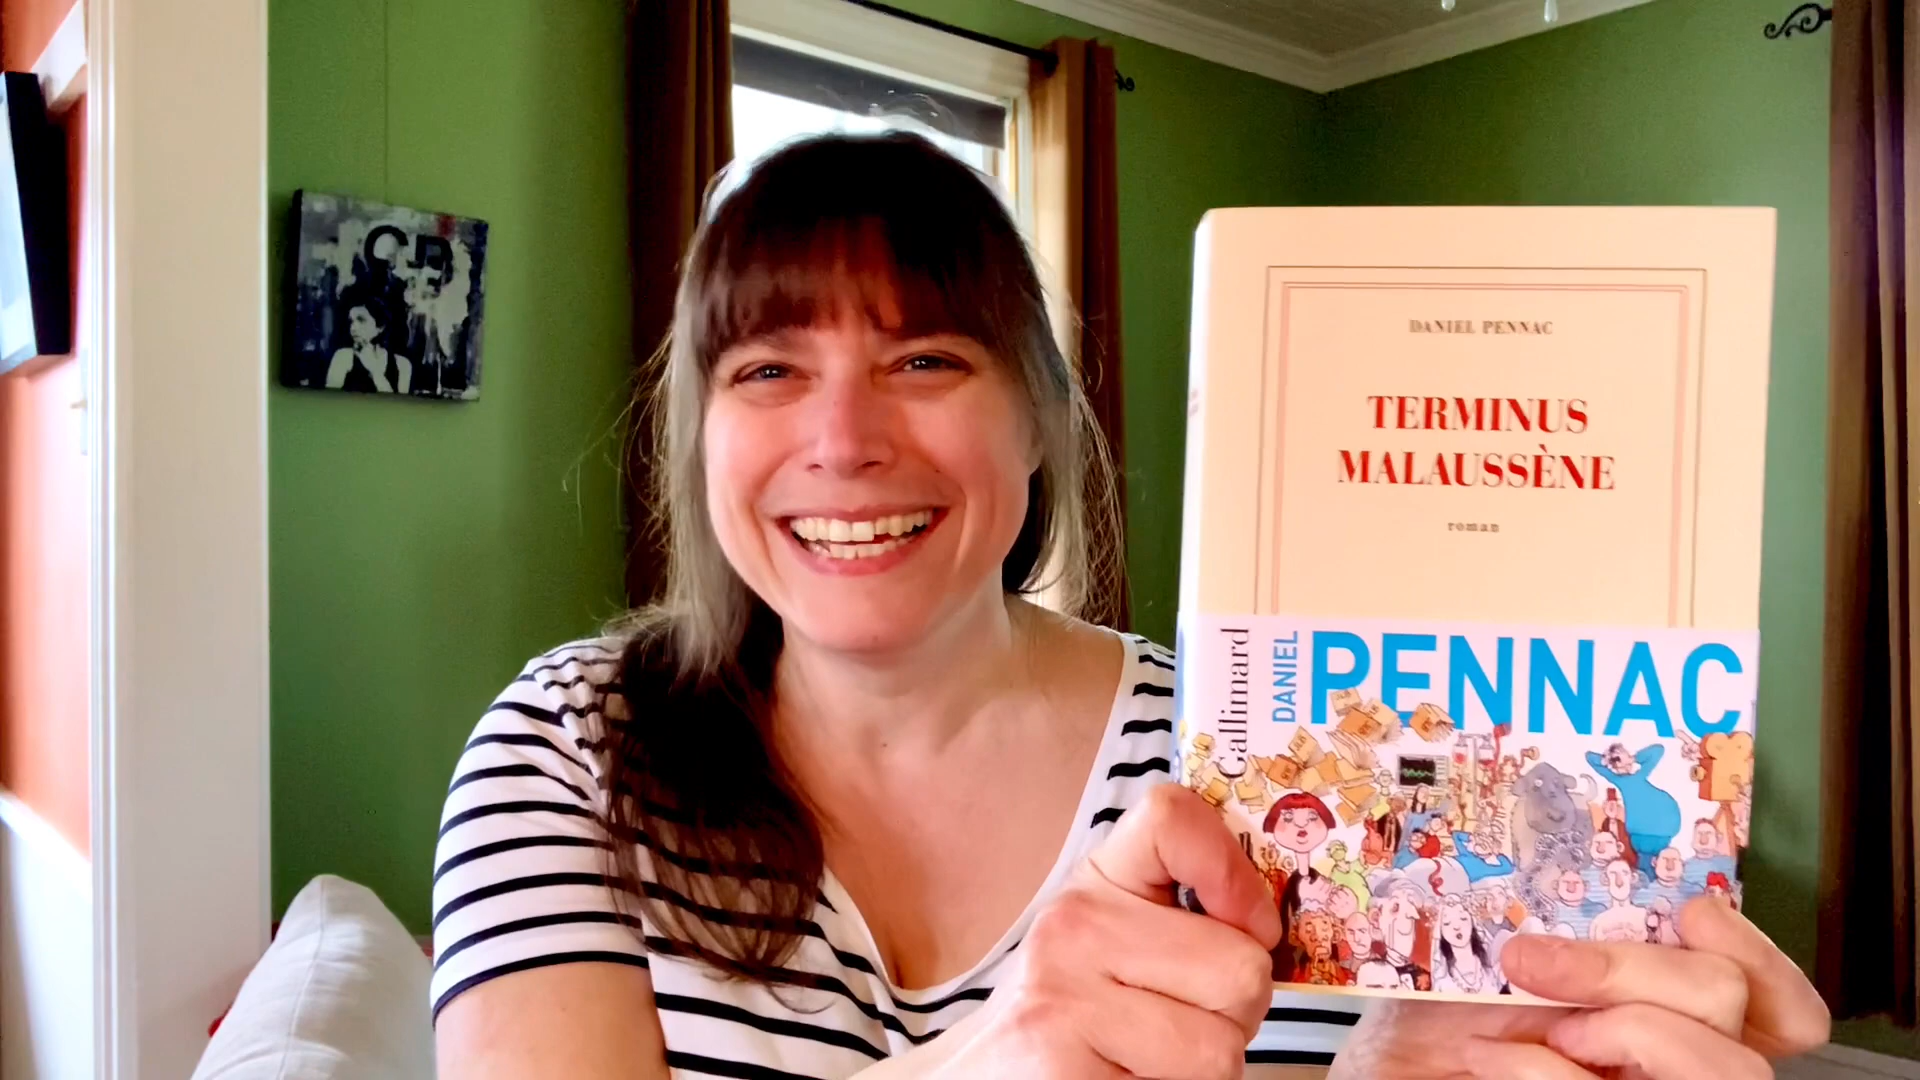 DANIEL PENNAC
TERMINUS
MALAUSSÈNE
roman
Gallimard
DANIEL
PENNAC